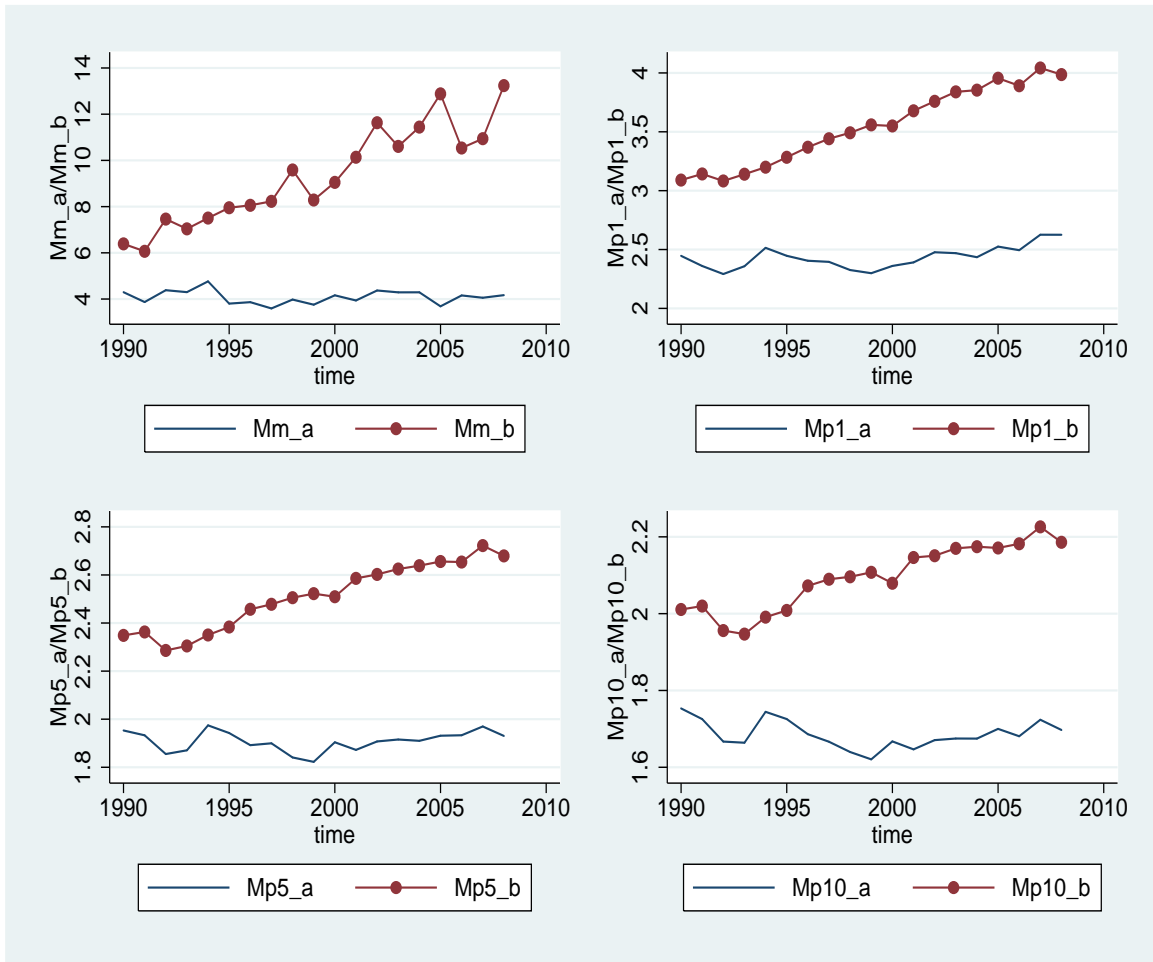 Mm_a/Mm_b
14
12
10
8
6
4
1990 1995 2000 2005 2010
time
Mm_a Mm_b
Mp1_a/Mp1_b
4
3.5
3
2.5
2
1990 1995 2000 2005 2010
time
Mp1_a Mp1_b
Mp5_a/Mp5_b
2.8
2.6
2.4
2.2
2
1.8
1990 1995 2000 2005 2010
time
Mp5_a Mp5_b
Mp10_a/Mp10_b
2.2
2
1.8
1.6
1990 1995 2000 2005 2010
time
Mp10_a Mp10_b